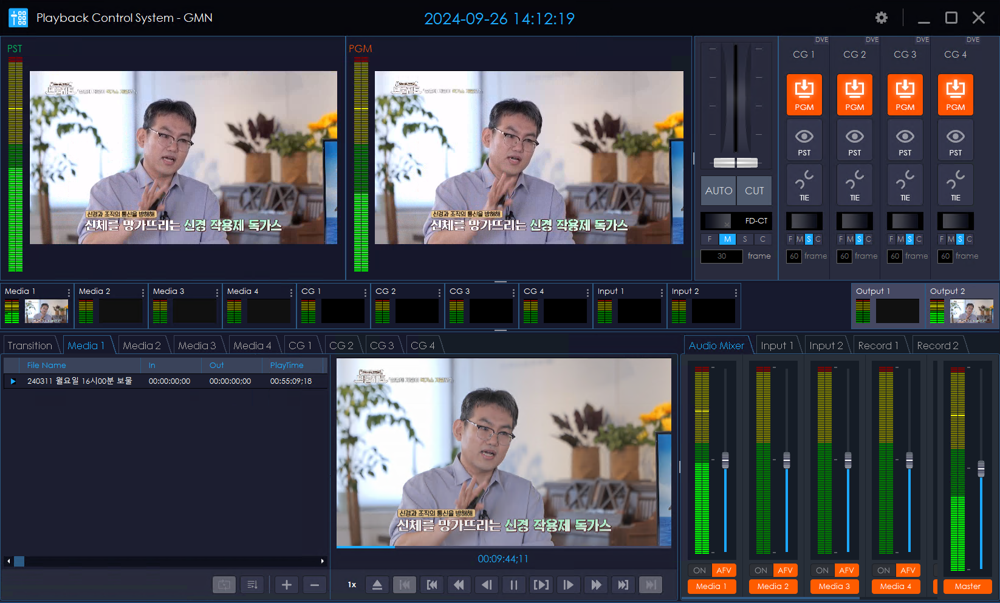 Playback Control System - GMN
2024-09-26 14:12:19
PST
PGM
신경과 조직의 통신을 방해해
신체를 망가뜨리는 신경 작용제 독가스
신경과 조직의 통신을 방해해
신체를 망가뜨리는 신경 작용제 독가스
AUTO CUT
FD-CT
F M S C
30 frame
DVE DVE DVE DVE
CG 1 CG 2 CG 3 CG 4
PGM PGM PGM PGM
PST PST PST PST
TIE TIE TIE TIE
F M S C F M S C F M S C F M S C
60 frame 60 frame 60 frame 60 frame
Media 1 Media 2 Media 3 Media 4 CG 1 CG 2 CG 3 CG 4 Input 1 Input 2 Output 1 Output 2
Transition Media 1 Media 2 Media 3 Media 4 CG 1 CG 2 CG 3 CG 4
File Name In Out PlayTime
240311 월요일 16시00분 보물 00:00:00;00 00:00:00;00 00:55:09;18
신경과 조직의 통신을 방해해
신체를 망가뜨리는 신경 작용제 독가스
00:09:44;11
1x
Audio Mixer Input 1 Input 2 Record 1 Record 2
ON AFV ON AFV ON AFV ON AFV
Media 1 Media 2 Media 3 Media 4 Master